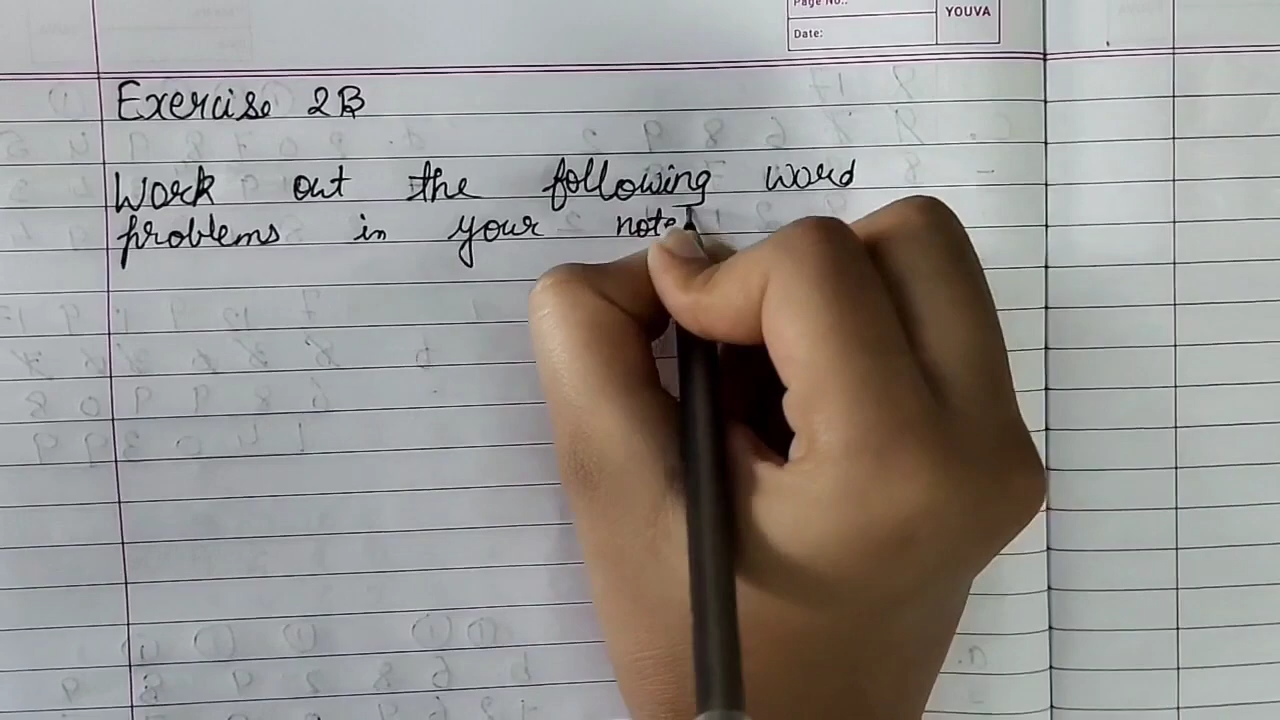 Page No.:
Date:
YOUVA
Exercise 2B
Work out the following word
problems in your note